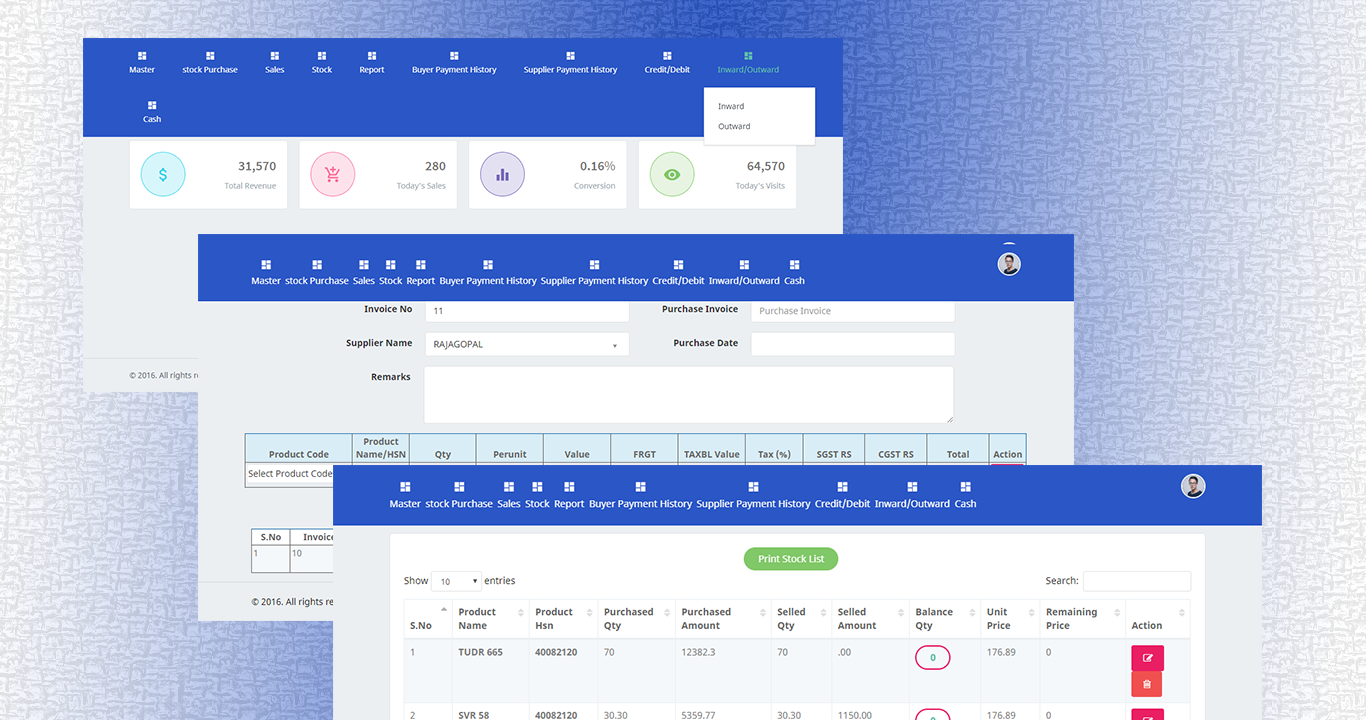 Master stock Purchase Sales Stock Report Buyer Payment History Supplier Payment History Credit/Debit Inward/Outward
Inward
Outward
Cash
31,570
Total Revenue
280
Today's Sales
0.16%
Conversion
64,570
Today's Visits
© 2016. All rights
Master stock Purchase Sales Stock Report Buyer Payment History Supplier Payment History Credit/Debit Inward/Outward Cash
Invoice No 11 Purchase Invoice Purchase Invoice
Supplier Name RAJAGOPAL Purchase Date
Remarks
Product Code Product Name/HSN Qty Perunit Value FRGT TAXBL Value Tax (%) SGST RS CGST RS Total Action
Select Product Code
S.No Invoice
1 10
© 2016. All rights re
Master stock Purchase Sales Stock Report Buyer Payment History Supplier Payment History Credit/Debit Inward/Outward Cash
Print Stock List
Show 10 entries Search:
S.No Product Name Product Hsn Purchased Qty Purchased Amount Selled Qty Selled Amount Balance Qty Unit Price Remaining Price Action
1 TUDR 665 40082120 70 12382.3 70 .00 0 176.89 0
2 SVR 58 40082120 30.30 5359.77 30.30 1150.00 0 176.89 0